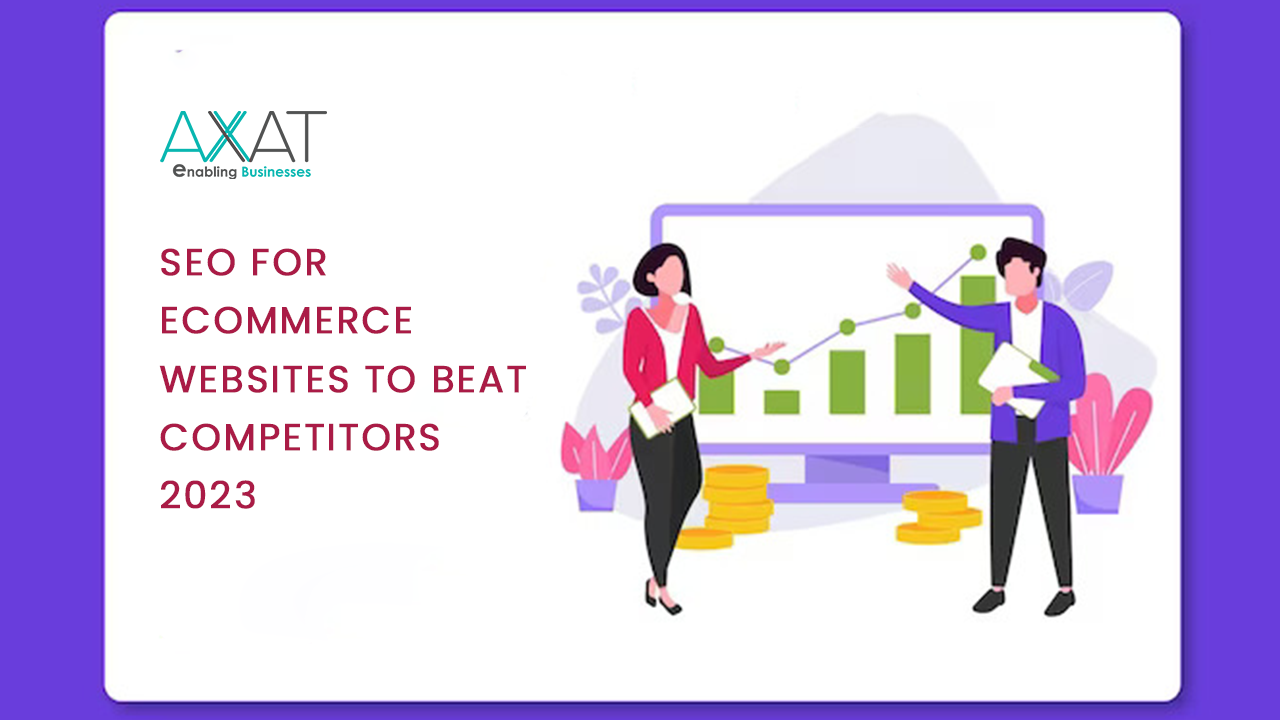 AXAT
enabling Businesses
SEO FOR
ECOMMERCE
WEBSITES TO BEAT
COMPETITORS
2023